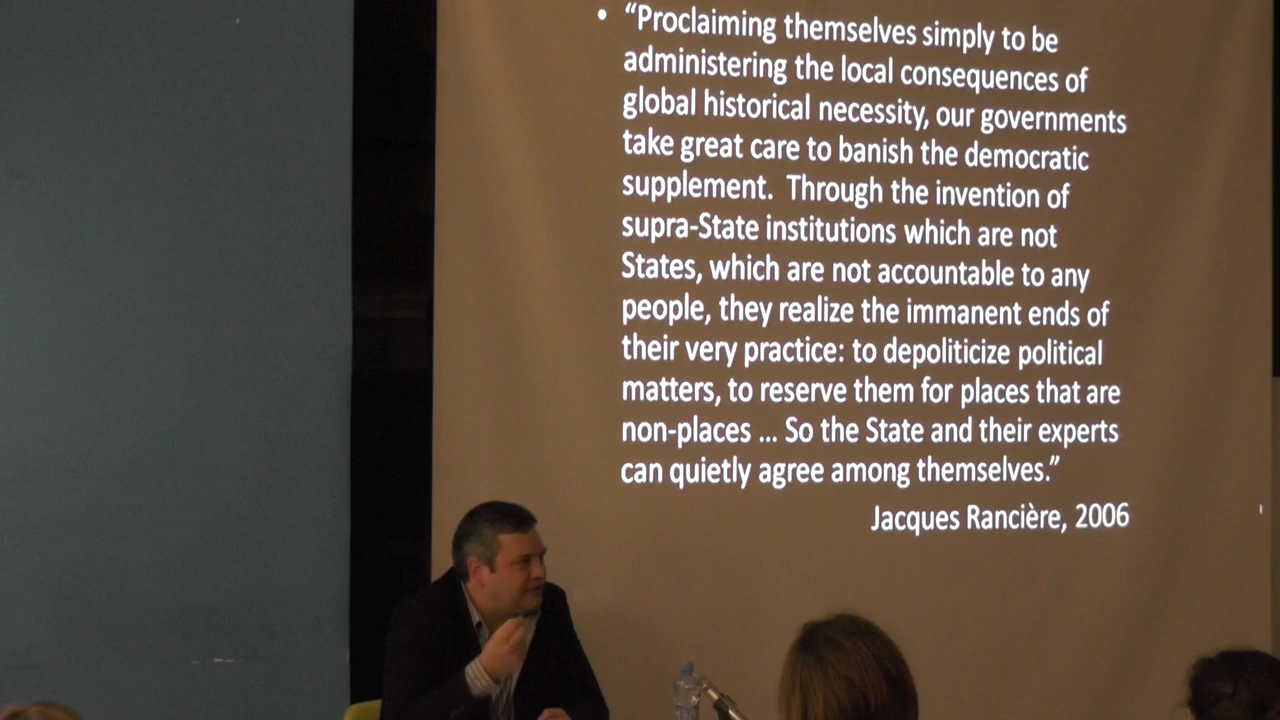 • “Proclaiming themselves simply to be
administering the local consequences of
global historical necessity, our governments
take great care to banish the democratic
supplement.  Through the invention of
supra-State institutions which are not
States, which are not accountable to any
people, they realize the immanent ends of
their very practice: to depoliticize political
matters, to reserve them for places that are
non-places ... So the State and their experts
can quietly agree among themselves.”
Jacques Rancière, 2006